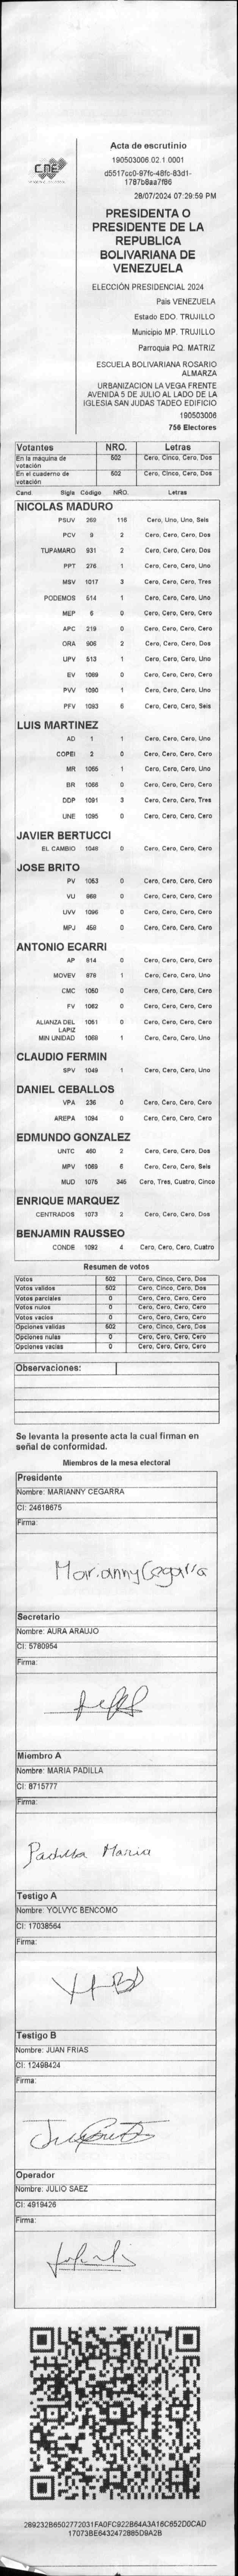 CNE
Acta de escrutinio
190503006.02.1.0001
d5517cc0-97fc-48fc-83d1-
1787b8aa7f86
28/07/2024 07:29:59 PM
PRESIDENTA O
PRESIDENTE DE LA
REPUBLICA
BOLIVARIANA DE
VENEZUELA
ELECCIÓN PRESIDENCIAL 2024
Pais VENEZUELA
Estado EDO. TRUJILLO
Municipio MP. TRUJILLO
Parroquia PQ. MATRIZ
ESCUELA BOLIVARIANA ROSARIO
ALMARZA
URBANIZACION LA VEGA FRENTE
AVENIDA 5 DE JULIO AL LADO DE LA
IGLESIA SAN JUDAS TADEO EDIFICIO
190503006
756 Electores
Votantes NRO. Letras
En la máquina de votación 502 Cero, Cinco, Cero, Dos
En el cuaderno de votación 502 Cero, Cinco, Cero, Dos
Cand Sigla Codigo NRO. Letras
NICOLAS MADURO
PSUV 269 116 Cero, Uno, Uno, Seis
PCV 9 2 Cero, Cero, Cero, Dos
TUPAMARO 931 2 Cero, Cero, Cero, Dos
PPT 276 1 Cero, Cero, Cero, Uno
MSV 1017 3 Cero, Cero, Cero, Tres
PODEMOS 514 1 Cero, Cero, Cero, Uno
MEP 6 0 Cero, Cero, Cero, Cero
APC 219 0 Cero, Cero, Cero, Cero
ORA 906 2 Cero, Cero, Cero, Dos
UPV 513 1 Cero, Cero, Cero, Uno
EV 1089 0 Cero, Cero, Cero, Cero
PVV 1090 1 Cero, Cero, Cero, Uno
PFV 1083 6 Cero, Cero, Cero, Seis
LUIS MARTINEZ
AD 1 1 Cero, Cero, Cero, Uno
COPEI 2 0 Cero, Cero, Cero, Cero
MR 1065 1 Cero, Cero, Cero, Uno
BR 1066 0 Cero, Cero, Cero, Cero
DDP 1091 3 Cero, Cero, Cero, Tres
UNE 1095 0 Cero, Cero, Cero, Cero
JAVIER BERTUCCI
EL CAMBIO 1046 0 Cero, Cero, Cero, Cero
JOSE BRITO
PV 1063 0 Cero, Cero, Cero, Cero
VU 868 0 Cero, Cero, Cero, Cero
UVV 1096 0 Cero, Cero, Cero, Cero
MPJ 458 0 Cero, Cero, Cero, Cero
ANTONIO ECARRI
AP 814 0 Cero, Cero, Cero, Cero
MOVEV 878 1 Cero, Cero, Cero, Uno
CMC 1050 0 Cero, Cero, Cero, Cero
FV 1062 0 Cero, Cero, Cero, Cero
ALIANZA DEL LAPIZ 1061 0 Cero, Cero, Cero, Cero
MIN UNIDAD 1068 1 Cero, Cero, Cero, Uno
CLAUDIO FERMIN
SPV 1049 1 Cero, Cero, Cero, Uno
DANIEL CEBALLOS
VPA 236 0 Cero, Cero, Cero, Cero
AREPA 1094 0 Cero, Cero, Cero, Cero
EDMUNDO GONZALEZ
UNTC 460 2 Cero, Cero, Cero, Dos
MPV 1069 6 Cero, Cero, Cero, Seis
MUD 1075 345 Cero, Tres, Cuatro, Cinco
ENRIQUE MARQUEZ
CENTRADOS 1073 2 Cero, Cero, Cero, Dos
BENJAMIN RAUSSEO
CONDE 1092 4 Cero, Cero, Cero, Cuatro
Resumen de votos
Votos 502 Cero, Cinco, Cero, Dos
Votos validos 502 Cero, Cinco, Cero, Dos
Votos parciales 0 Cero, Cero, Cero, Cero
Votos nulos 0 Cero, Cero, Cero, Cero
Votos vacios 0 Cero, Cero, Cero, Cero
Opciones validas 502 Cero, Cinco, Cero, Dos
Opciones nulas 0 Cero, Cero, Cero, Cero
Opciones vacias 0 Cero, Cero, Cero, Cero
Observaciones:
Se levanta la presente acta la cual firman en
señal de conformidad.
Miembros de la mesa electoral
Presidente
Nombre: MARIANNY CEGARRA
CI: 24618675
Firma:
Marianny Cegarra
Secretario
Nombre: AURA ARAUJO
CI: 5780954
Firma:
Miembro A
Nombre: MARIA PADILLA
CI: 8715777
Firma:
Padilla Maria
Testigo A
Nombre: YOLVYC BENCOMO
CI: 17038564
Firma:
Testigo B
Nombre: JUAN FRIAS
CI: 12498424
Firma:
Operador
Nombre: JULIO SAEZ
CI: 4919426
Firma:
289232B6502772031FA0FC922B64A3A16C652D0CAD
17073BE6432472885D9A2B